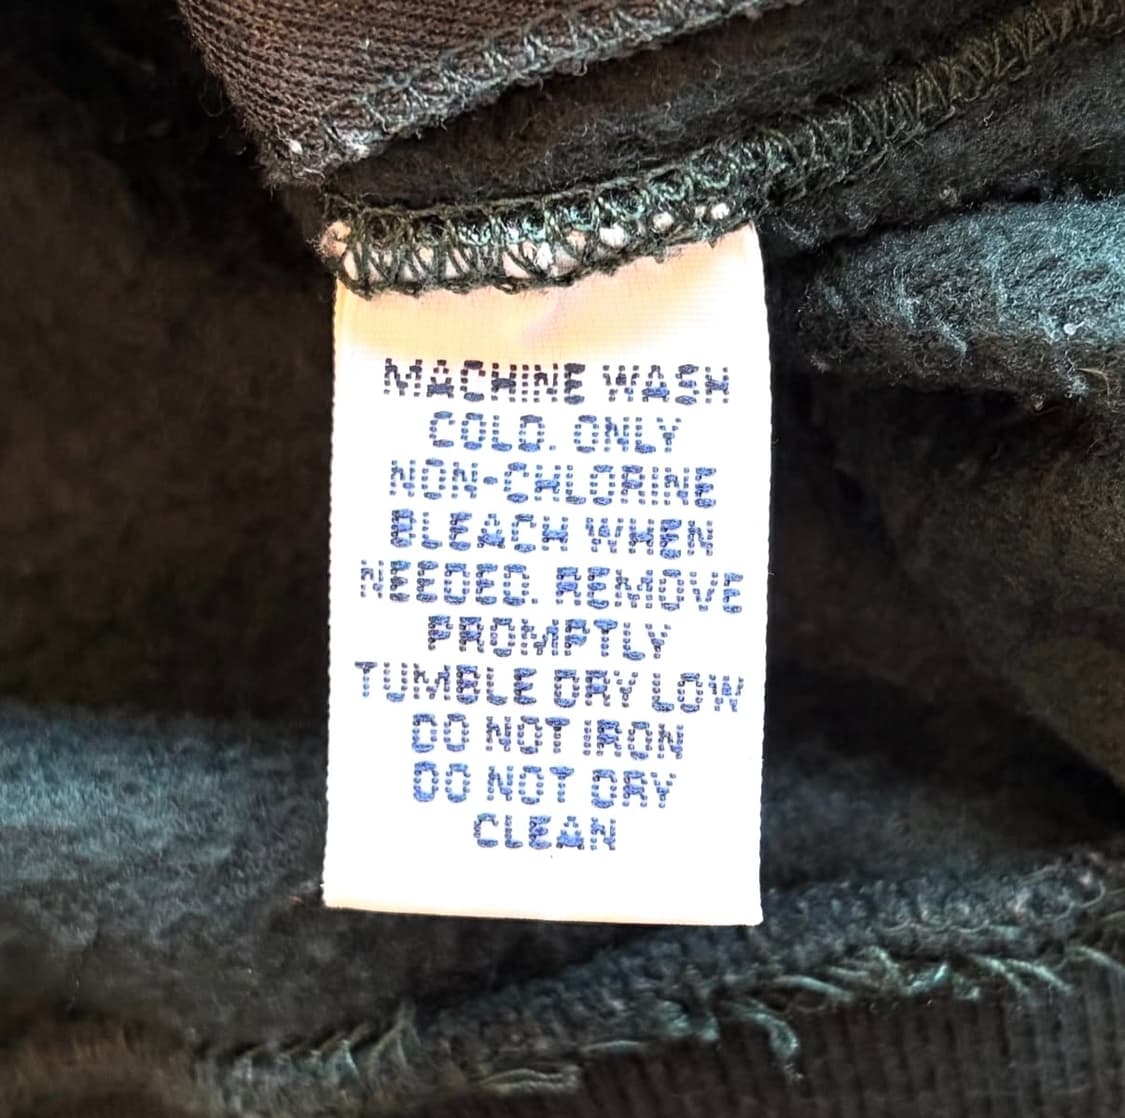 MACHINE WASH
COLD. ONLY
NON-CHLORINE
BLEACH WHEN
NEEDED. REMOVE
PROMPTLY
TUMBLE DRY LOW
DO NOT IRON
DO NOT DRY
CLEAN